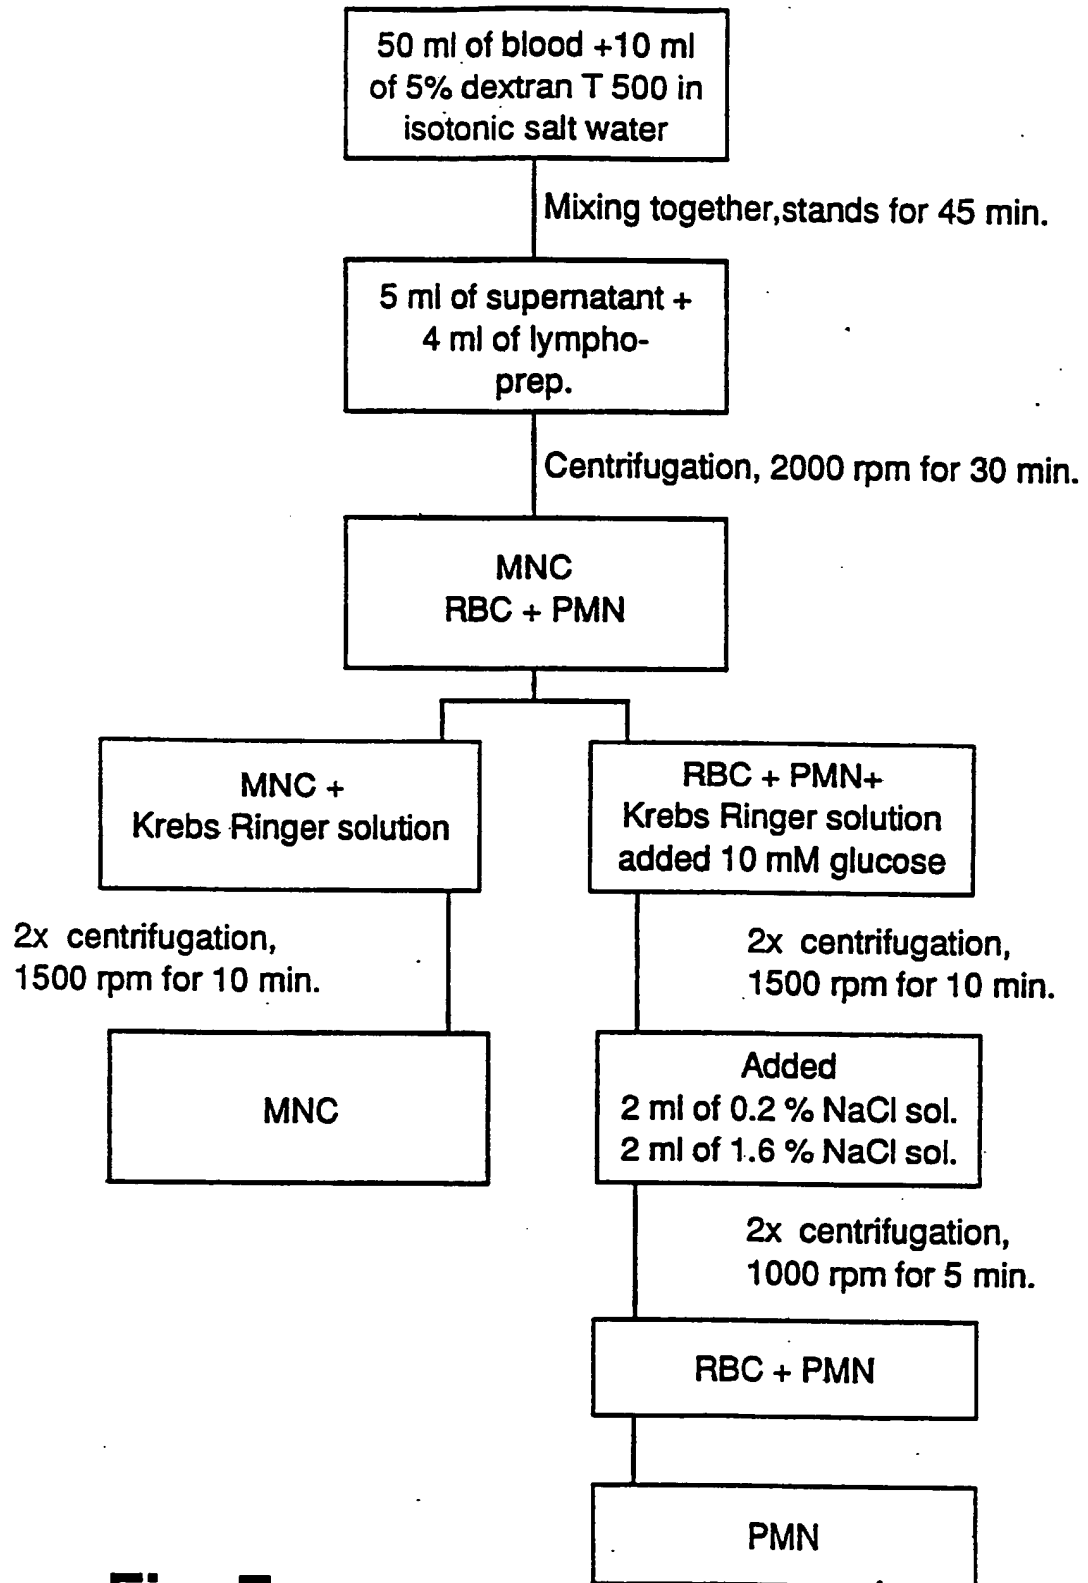 50 ml of blood +10 ml
of 5% dextran T 500 in
isotonic salt water
Mixing together,stands for 45 min.
5 ml of supernatant +
4 ml of lympho-
prep.
Centrifugation, 2000 rpm for 30 min.
MNC
RBC + PMN
MNC +
Krebs Ringer solution
RBC + PMN+
Krebs Ringer solution
added 10 mM glucose
2x centrifugation,
1500 rpm for 10 min.
2x centrifugation,
1500 rpm for 10 min.
MNC
Added
2 ml of 0.2 % NaCl sol.
2 ml of 1.6 % NaCl sol.
2x centrifugation,
1000 rpm for 5 min.
RBC + PMN
PMN